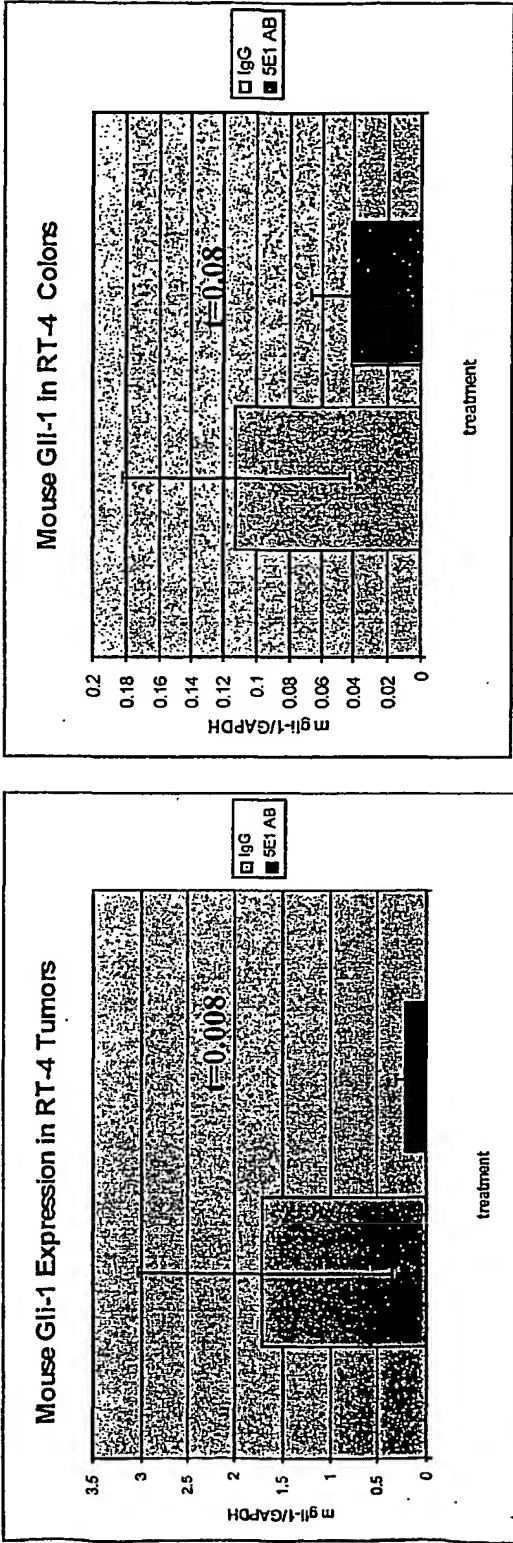 Mouse Gli-1 Expression in RT-4 Tumors
3.5
3
2.5
2
1.5
1
0.5
0
m gli-1/GAPDH
t=0.008
treatment
IgG
5E1 AB
Mouse Gli-1 in RT-4 Colons
0.2
0.18
0.16
0.14
0.12
0.1
0.08
0.06
0.04
0.02
0
m gli-1/GAPDH
t=0.08
treatment
IgG
5E1 AB